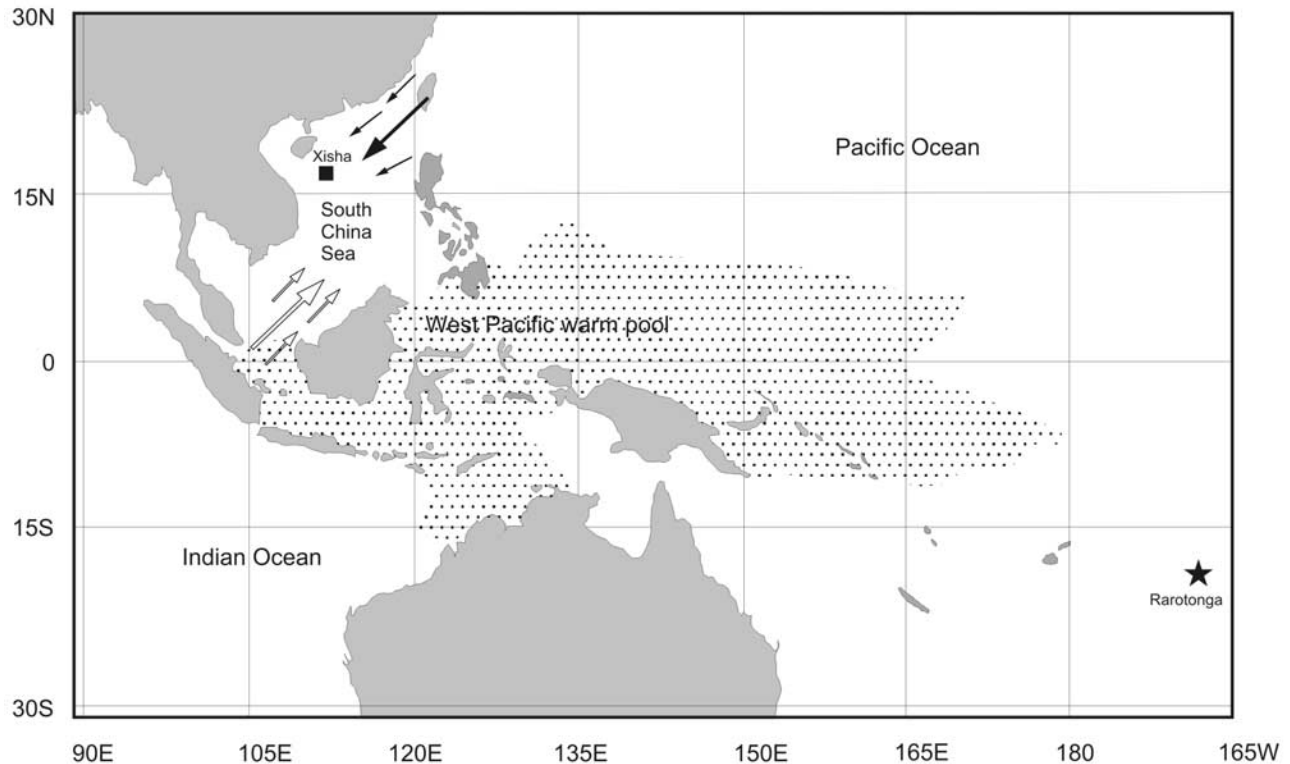 30N
Pacific Ocean
Xisha
15N
South
China
Sea
West Pacific warm pool
0
15S
Indian Ocean
Rarotonga
30S
90E 105E 120E 135E 150E 165E 180 165W